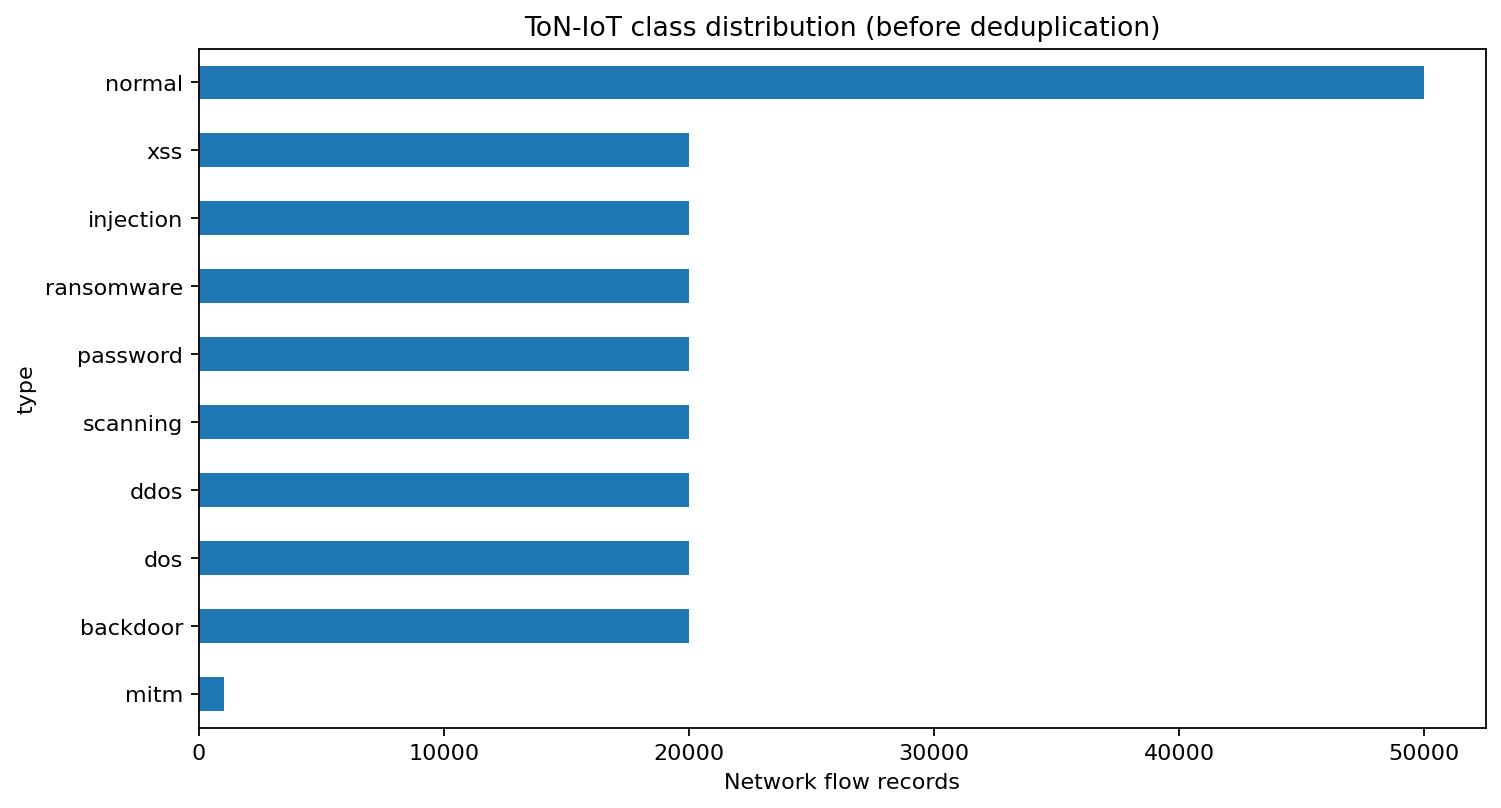 ToN-IoT class distribution (before deduplication)
type
normal
xss
injection
ransomware
password
scanning
ddos
dos
backdoor
mitm
0 10000 20000 30000 40000 50000
Network flow records